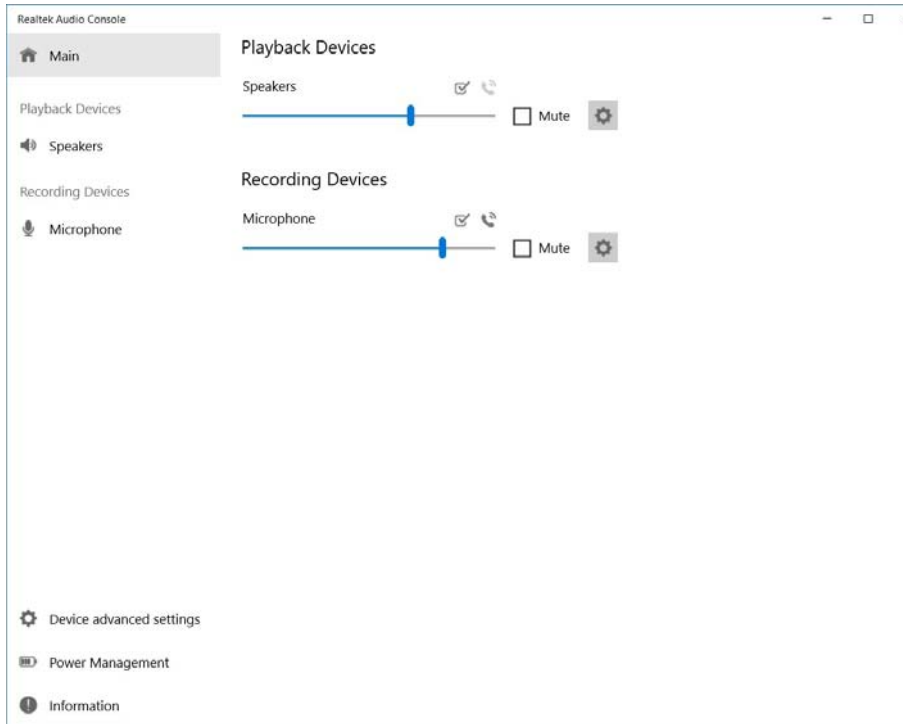 Realtek Audio Console
Main
Playback Devices
Speakers
Recording Devices
Microphone
Device advanced settings
Power Management
Information
Playback Devices
Speakers
Mute
Recording Devices
Microphone
Mute